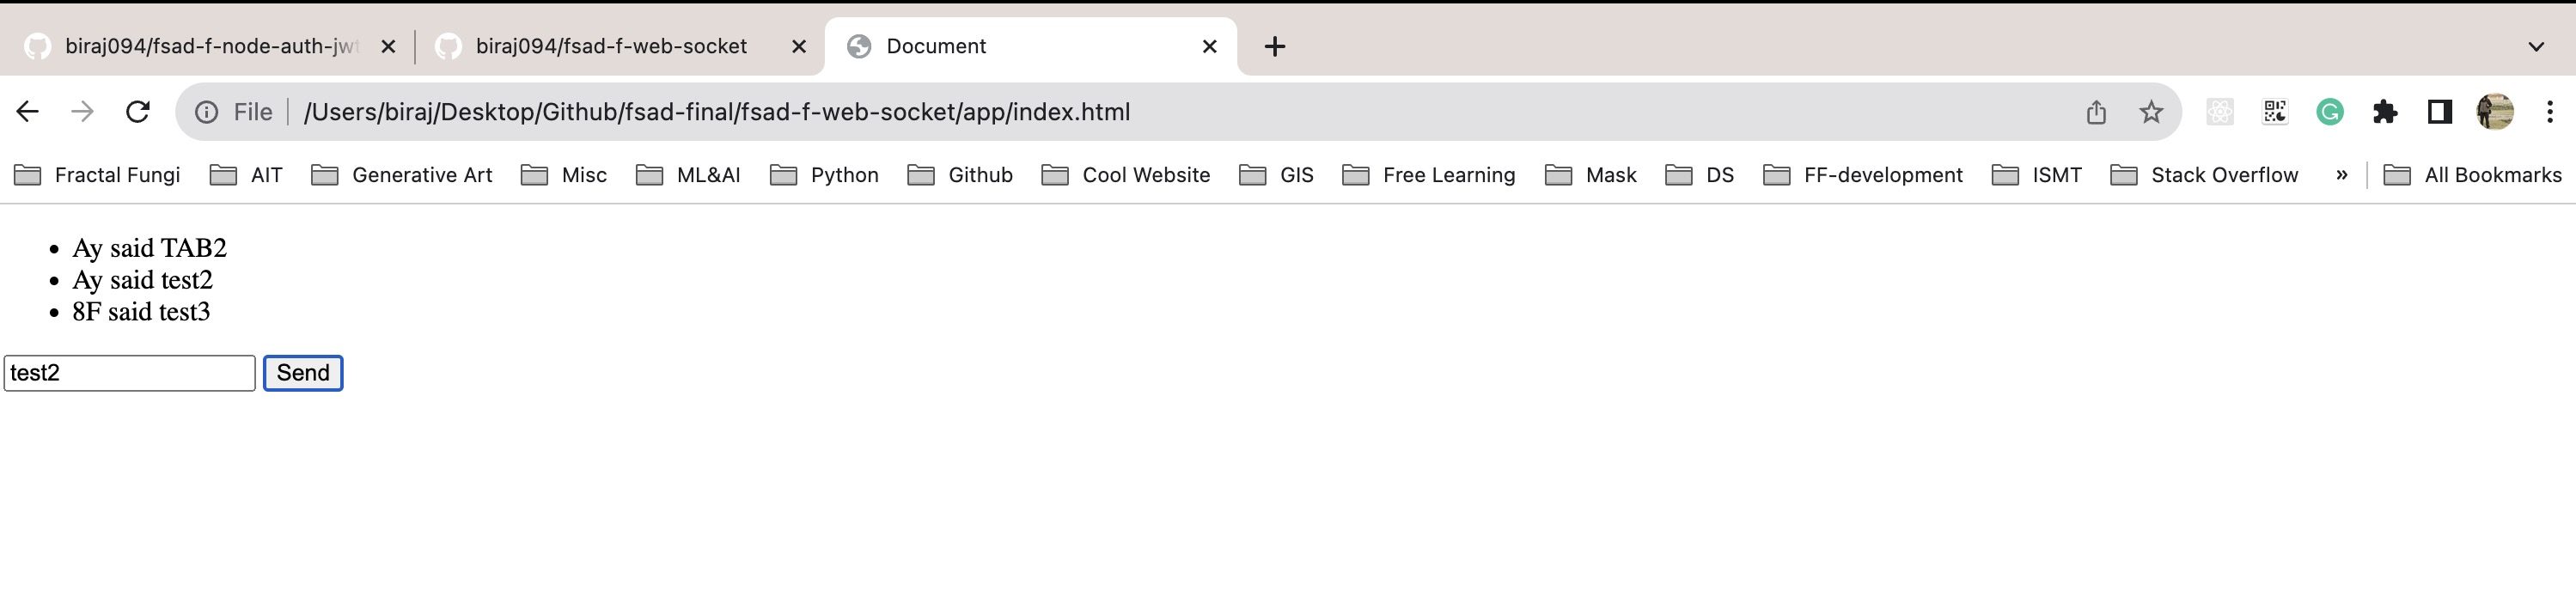 biraj094/fsad-f-node-auth-jwt
biraj094/fsad-f-web-socket
Document
File
/Users/biraj/Desktop/Github/fsad-final/fsad-f-web-socket/app/index.html
Fractal Fungi AIT Generative Art Misc ML&AI Python Github Cool Website GIS Free Learning Mask DS FF-development ISMT Stack Overflow » All Bookmarks
• Ay said TAB2
• Ay said test2
• 8F said test3
test2 Send